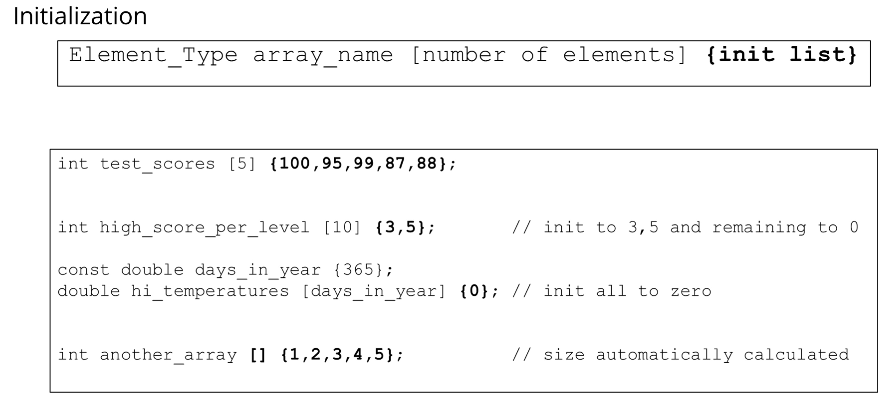 Initialization
Element_Type array_name [number of elements] {init list}
int test_scores [5] {100,95,99,87,88};
int high_score_per_level [10] {3,5}; // init to 3,5 and remaining to 0
const double days_in_year {365};
double hi_temperatures [days_in_year] {0}; // init all to zero
int another_array [] {1,2,3,4,5}; // size automatically calculated